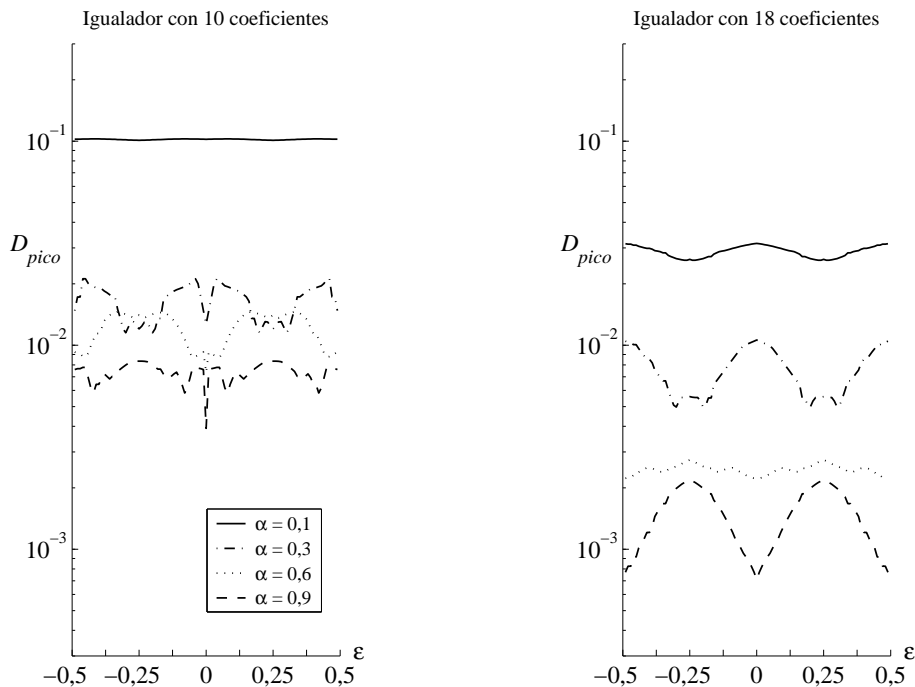 Igualador con 10 coeficientes
10⁻¹
D_pico
10⁻²
10⁻³
α = 0,1
α = 0,3
α = 0,6
α = 0,9
−0,5 −0,25 0 0,25 0,5
ε
Igualador con 18 coeficientes
10⁻¹
D_pico
10⁻²
10⁻³
−0,5 −0,25 0 0,25 0,5
ε